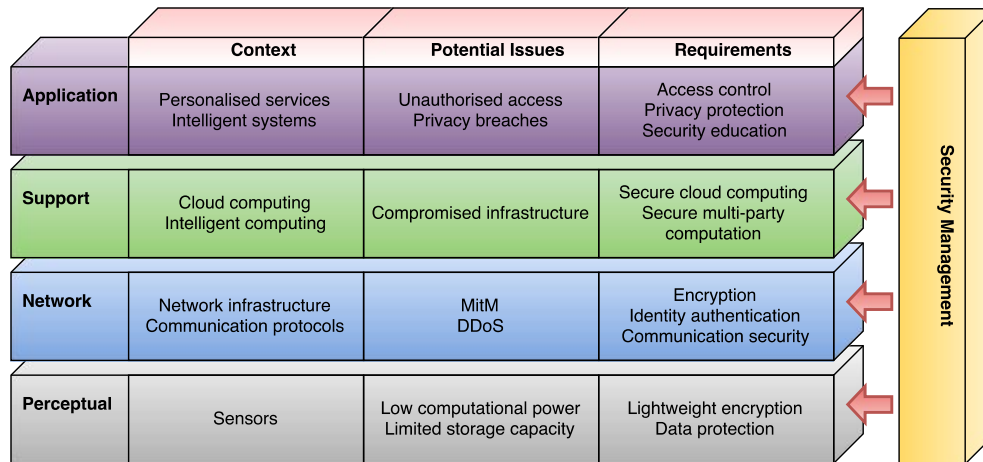 Context
Potential Issues
Requirements
Application
Personalised services
Intelligent systems
Unauthorised access
Privacy breaches
Access control
Privacy protection
Security education
Support
Cloud computing
Intelligent computing
Compromised infrastructure
Secure cloud computing
Secure multi-party
computation
Network
Network infrastructure
Communication protocols
MitM
DDoS
Encryption
Identity authentication
Communication security
Perceptual
Sensors
Low computational power
Limited storage capacity
Lightweight encryption
Data protection
Security Management